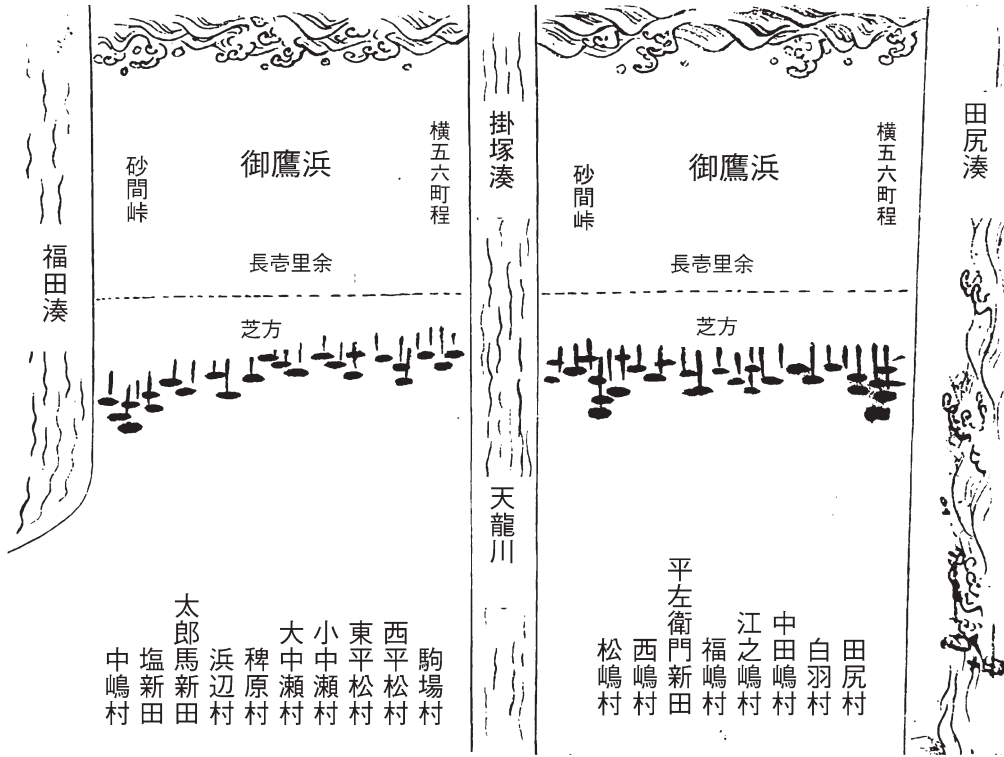 田尻湊
横五六町程
御鷹浜
砂間峠
長壱里余
芝方
田尻村
白羽村
中田嶋村
江之嶋村
福嶋村
平左衛門新田
西嶋村
松嶋村
掛塚湊
天龍川
横五六町程
御鷹浜
砂間峠
長壱里余
芝方
駒場村
西平松村
東平松村
小中瀬村
大中瀬村
稗原村
浜辺村
太郎馬新田
塩新田
中嶋村
福田湊